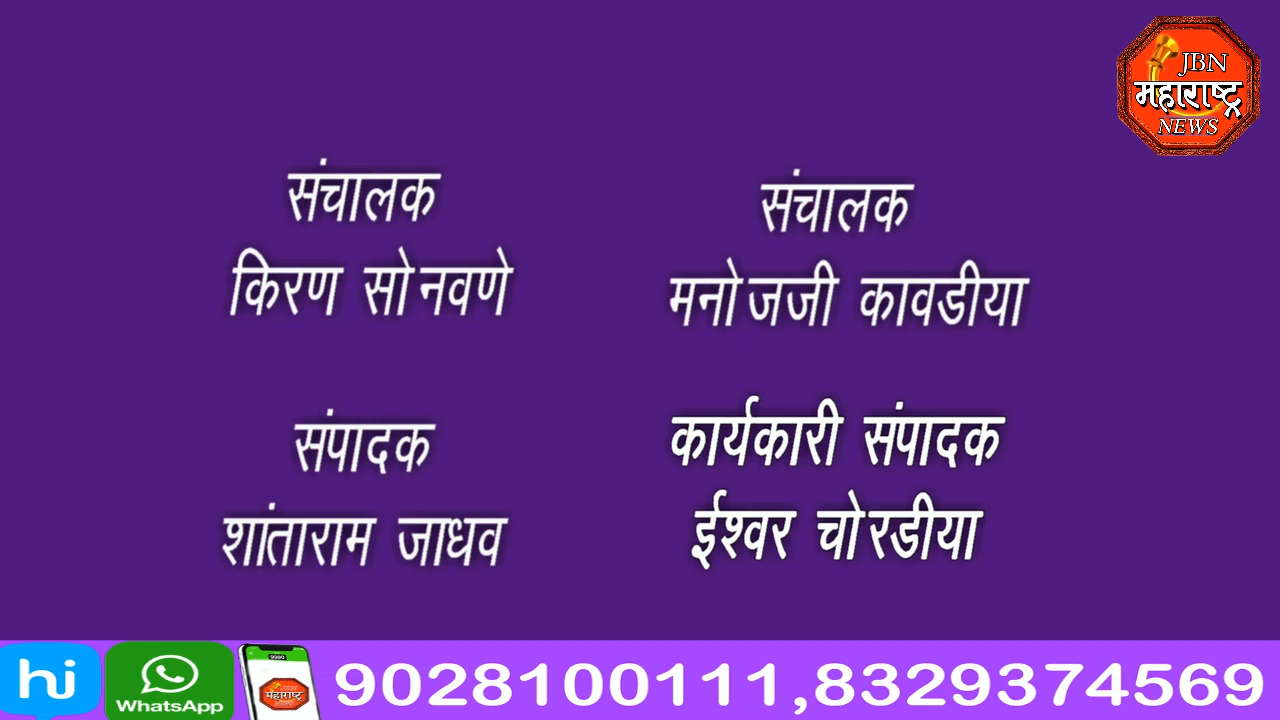 JBN
महाराष्ट्र
NEWS
संचालक
किरण सोनवणे
संचालक
मनोजजी कावडीया
संपादक
शांताराम जाधव
कार्यकारी संपादक
ईश्वर चोरडीया
hi
WhatsApp
महाराष्ट्र
9028100111,8329374569